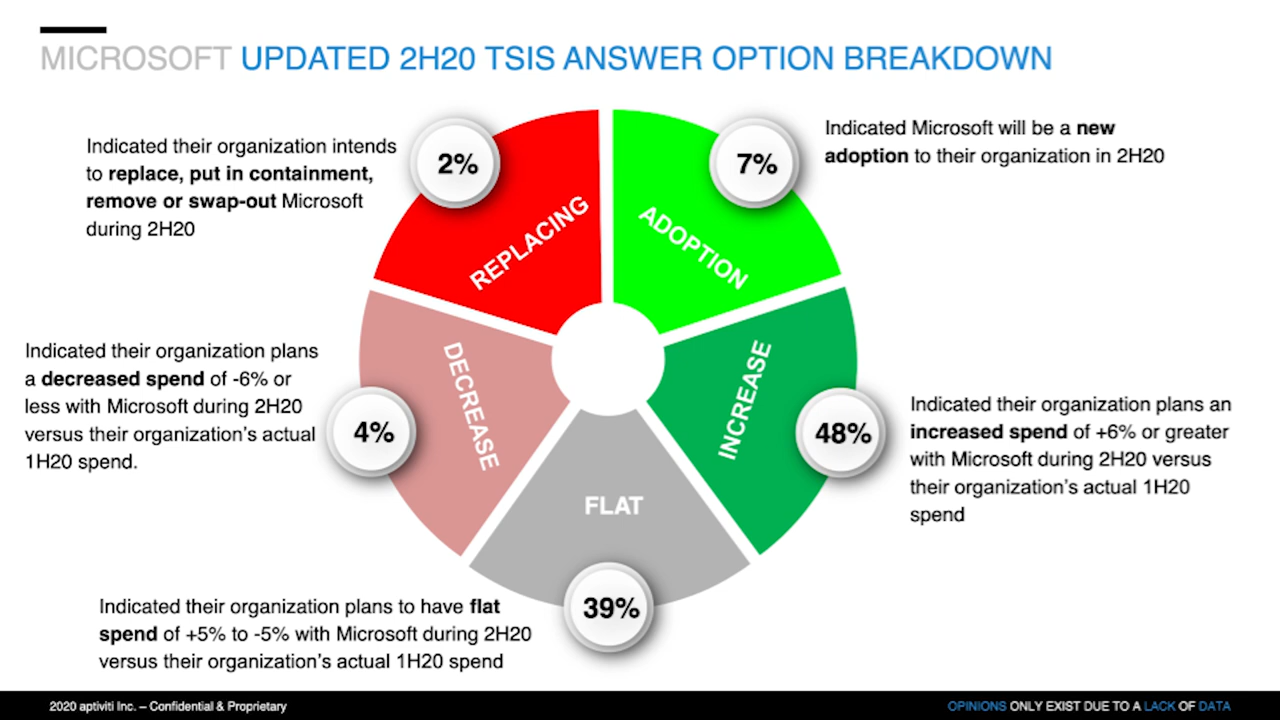 MICROSOFT UPDATED 2H20 TSIS ANSWER OPTION BREAKDOWN
Indicated their organization intends
to replace, put in containment,
remove or swap-out Microsoft
during 2H20
2%
7%
Indicated Microsoft will be a new
adoption to their organization in 2H20
REPLACING
ADOPTION
Indicated their organization plans
a decreased spend of -6% or
less with Microsoft during 2H20
versus their organization's actual
1H20 spend.
4%
DECREASE
INCREASE
48%
Indicated their organization plans an
increased spend of +6% or greater
with Microsoft during 2H20 versus
their organization's actual 1H20
spend
FLAT
39%
Indicated their organization plans to have flat
spend of +5% to -5% with Microsoft during 2H20
versus their organization's actual 1H20 spend
2020 aptiviti Inc. – Confidential & Proprietary
OPINIONS ONLY EXIST DUE TO A LACK OF DATA